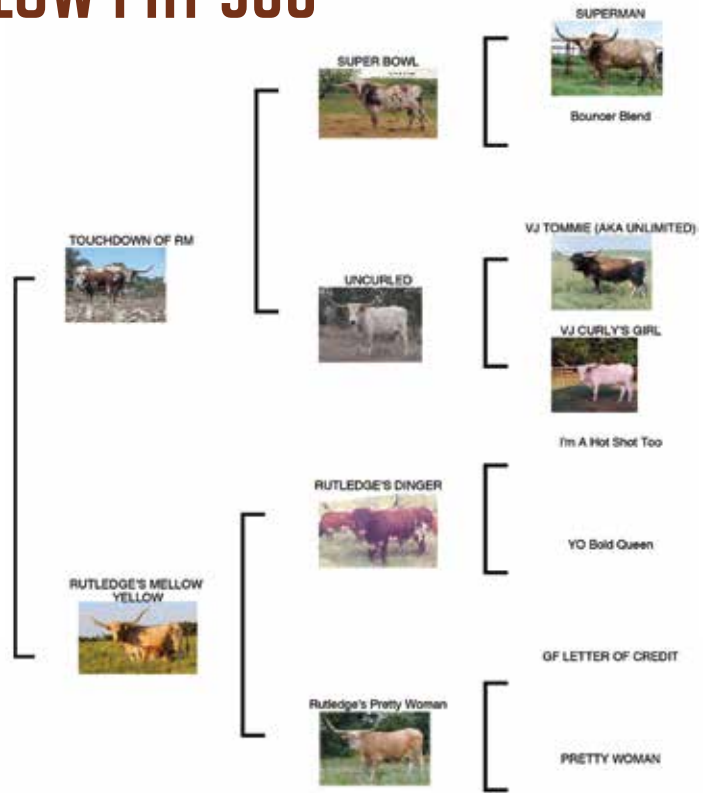 SUPERMAN
SUPER BOWL
Bouncer Blend
TOUCHDOWN OF RM
VJ TOMMIE (AKA UNLIMITED)
UNCURLED
VJ CURLY'S GIRL
I'm A Hot Shot Too
RUTLEDGE'S DINGER
YO Bold Queen
RUTLEDGE'S MELLOW
YELLOW
GF LETTER OF CREDIT
Rutledge's Pretty Woman
PRETTY WOMAN